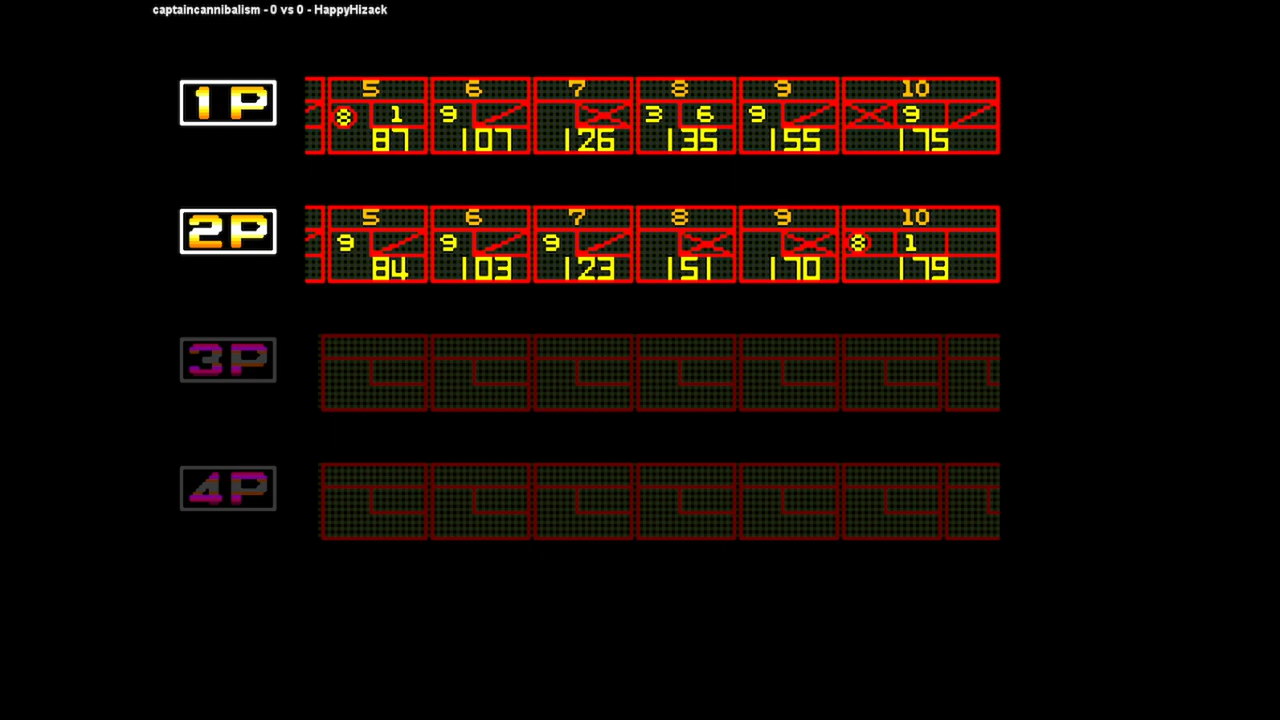 captaincannibalism - 0 vs 0 - HappyHizack
1P
5 6 7 8 9 10
8 1 9 3 6 9 9
87 107 126 135 155 175
2P
5 6 7 8 9 10
9 9 9 8 1
84 103 123 151 170 179
3P
4P